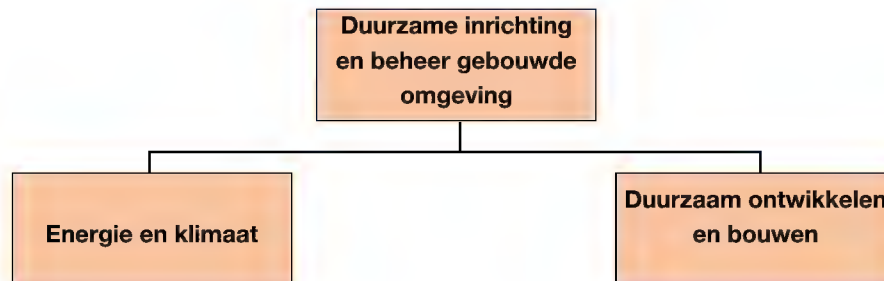 Duurzame inrichting
en beheer gebouwde
omgeving
Energie en klimaat
Duurzaam ontwikkelen
en bouwen